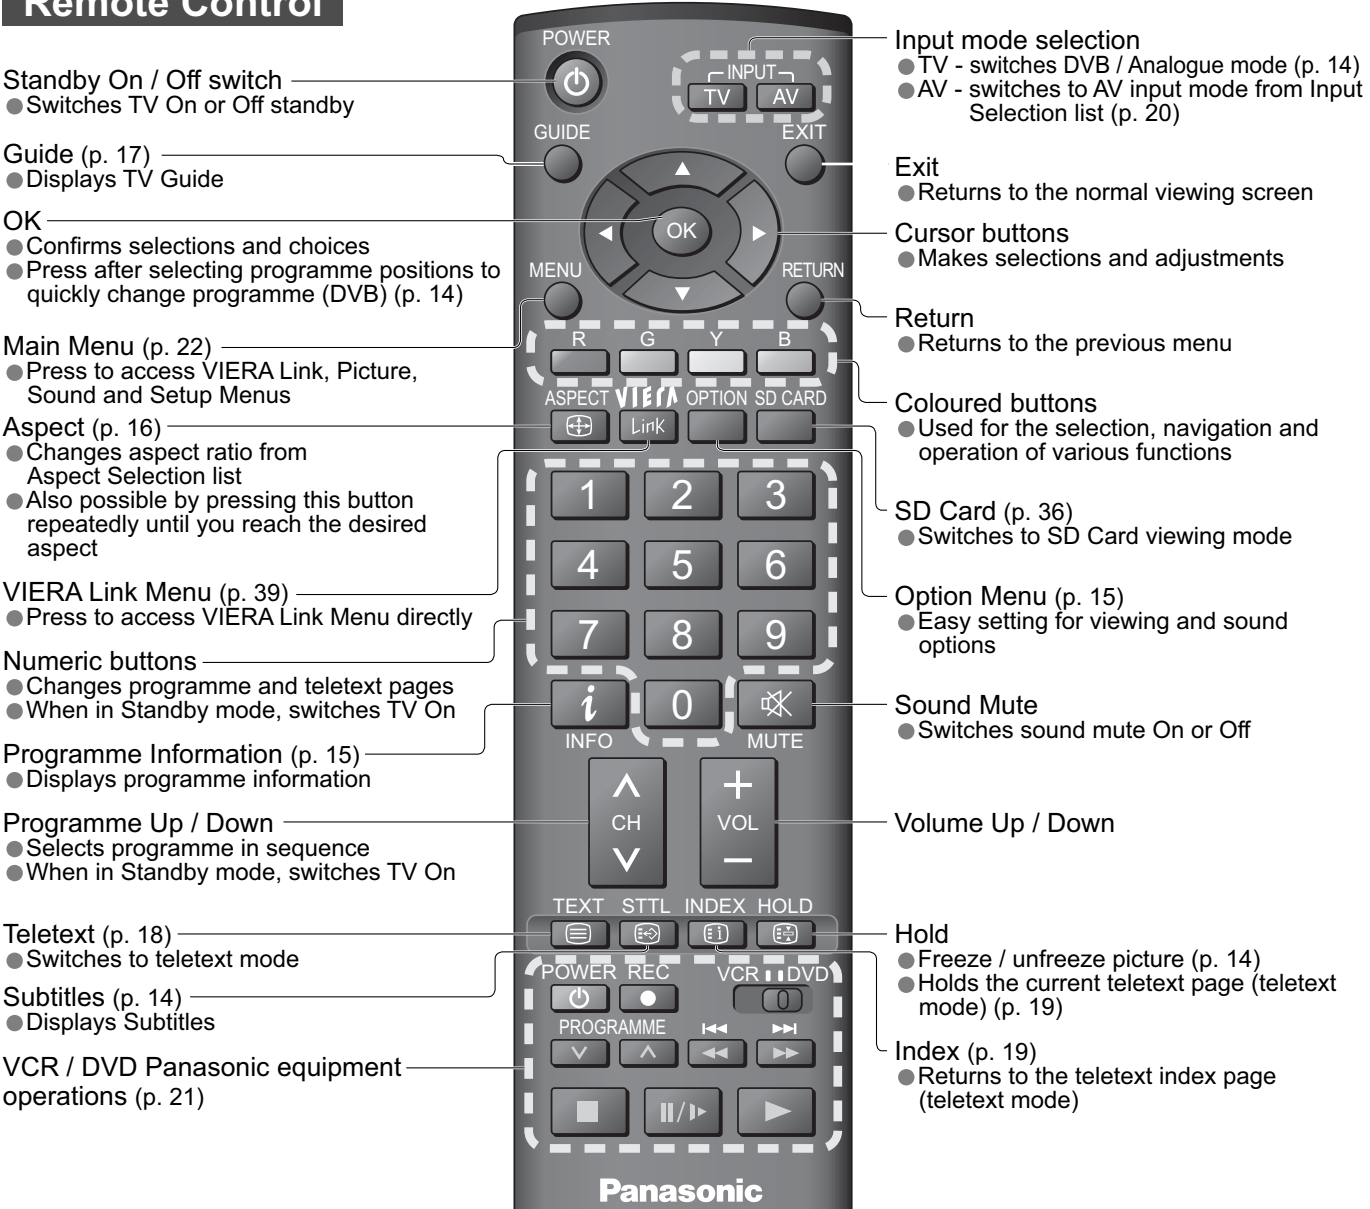 Remote Control
Standby On / Off switch
●Switches TV On or Off standby
Guide (p. 17)
●Displays TV Guide
OK
●Confirms selections and choices
●Press after selecting programme positions to
quickly change programme (DVB) (p. 14)
Main Menu (p. 22)
●Press to access VIERA Link, Picture,
Sound and Setup Menus
Aspect (p. 16)
●Changes aspect ratio from
Aspect Selection list
●Also possible by pressing this button
repeatedly until you reach the desired
aspect
VIERA Link Menu (p. 39)
●Press to access VIERA Link Menu directly
Numeric buttons
●Changes programme and teletext pages
●When in Standby mode, switches TV On
Programme Information (p. 15)
●Displays programme information
Programme Up / Down
●Selects programme in sequence
●When in Standby mode, switches TV On
Teletext (p. 18)
●Switches to teletext mode
Subtitles (p. 14)
●Displays Subtitles
VCR / DVD Panasonic equipment
operations (p. 21)
POWER
INPUT
TV AV
GUIDE EXIT
OK
MENU RETURN
R G Y B
ASPECT VIERA OPTION SD CARD
Link
1 2 3
4 5 6
7 8 9
i 0
INFO MUTE
CH VOL
TEXT STTL INDEX HOLD
POWER REC VCR DVD
PROGRAMME
Panasonic
Input mode selection
●TV - switches DVB / Analogue mode (p. 14)
●AV - switches to AV input mode from Input
Selection list (p. 20)
Exit
●Returns to the normal viewing screen
Cursor buttons
●Makes selections and adjustments
Return
●Returns to the previous menu
Coloured buttons
●Used for the selection, navigation and
operation of various functions
SD Card (p. 36)
●Switches to SD Card viewing mode
Option Menu (p. 15)
●Easy setting for viewing and sound
options
Sound Mute
●Switches sound mute On or Off
Volume Up / Down
Hold
●Freeze / unfreeze picture (p. 14)
●Holds the current teletext page (teletext
mode) (p. 19)
Index (p. 19)
●Returns to the teletext index page
(teletext mode)